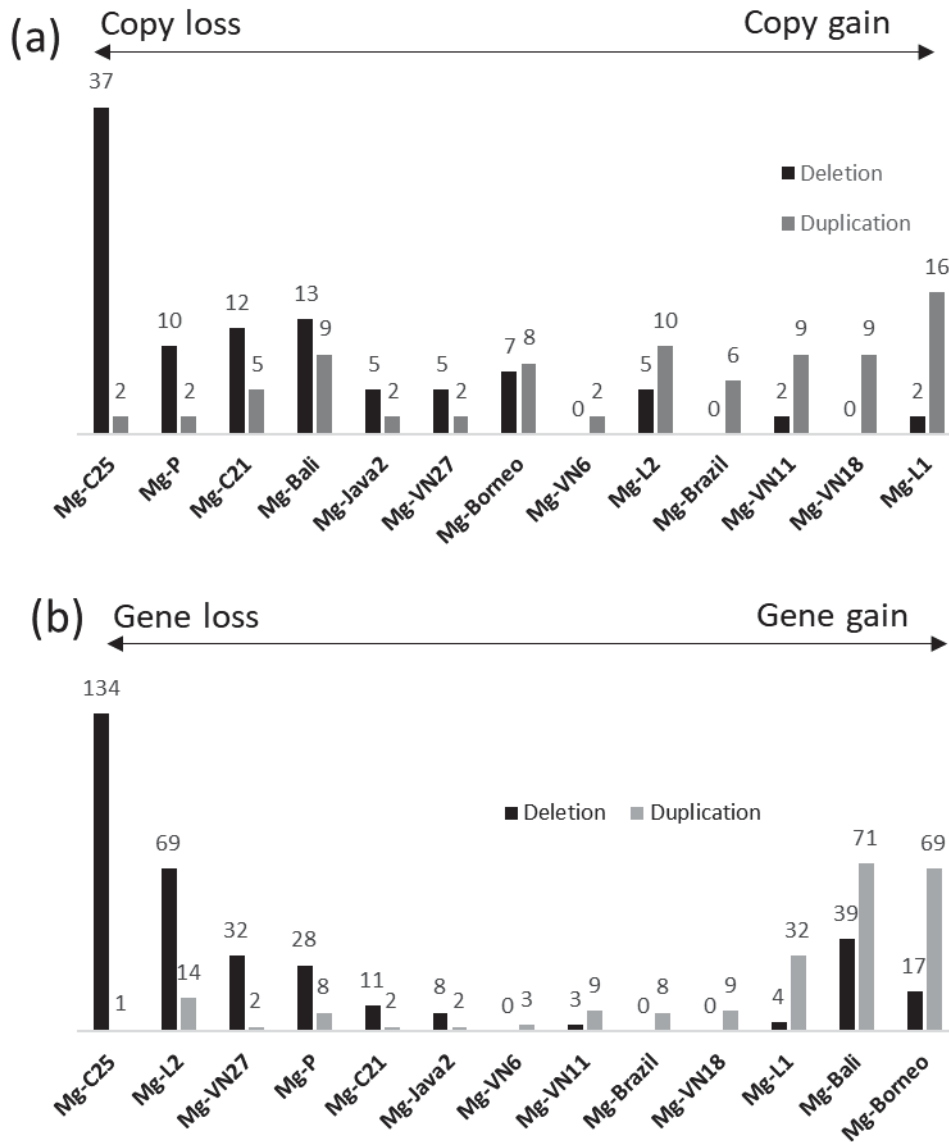 (a)
Copy loss Copy gain
37
Deletion
Duplication
16
13
12
10 9 10 9 9
8
7
5 5 5 5 6
2 2 2 2 0 2 0 2 0 2
Mg-C25 Mg-P Mg-C21 Mg-Bali Mg-Java2 Mg-VN27 Mg-Borneo Mg-VN6 Mg-L2 Mg-Brazil Mg-VN11 Mg-VN18 Mg-L1
(b)
Gene loss Gene gain
134
Deletion Duplication
69 71 69
32 28 32 39
14 17
1 2 8 11 2 8 2 0 3 3 9 0 8 0 9 4
Mg-C25 Mg-L2 Mg-VN27 Mg-P Mg-C21 Mg-Java2 Mg-VN6 Mg-VN11 Mg-Brazil Mg-VN18 Mg-L1 Mg-Bali Mg-Borneo